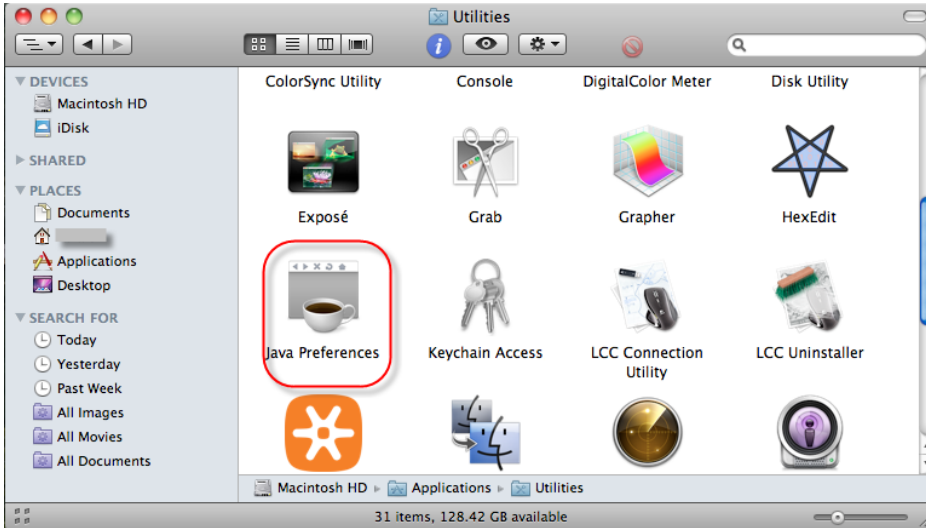 Utilities
DEVICES
Macintosh HD
iDisk
SHARED
PLACES
Documents
Applications
Desktop
SEARCH FOR
Today
Yesterday
Past Week
All Images
All Movies
All Documents
ColorSync Utility Console DigitalColor Meter Disk Utility
Exposé Grab Grapher HexEdit
Java Preferences Keychain Access LCC Connection Utility LCC Uninstaller
Macintosh HD Applications Utilities
31 items, 128.42 GB available